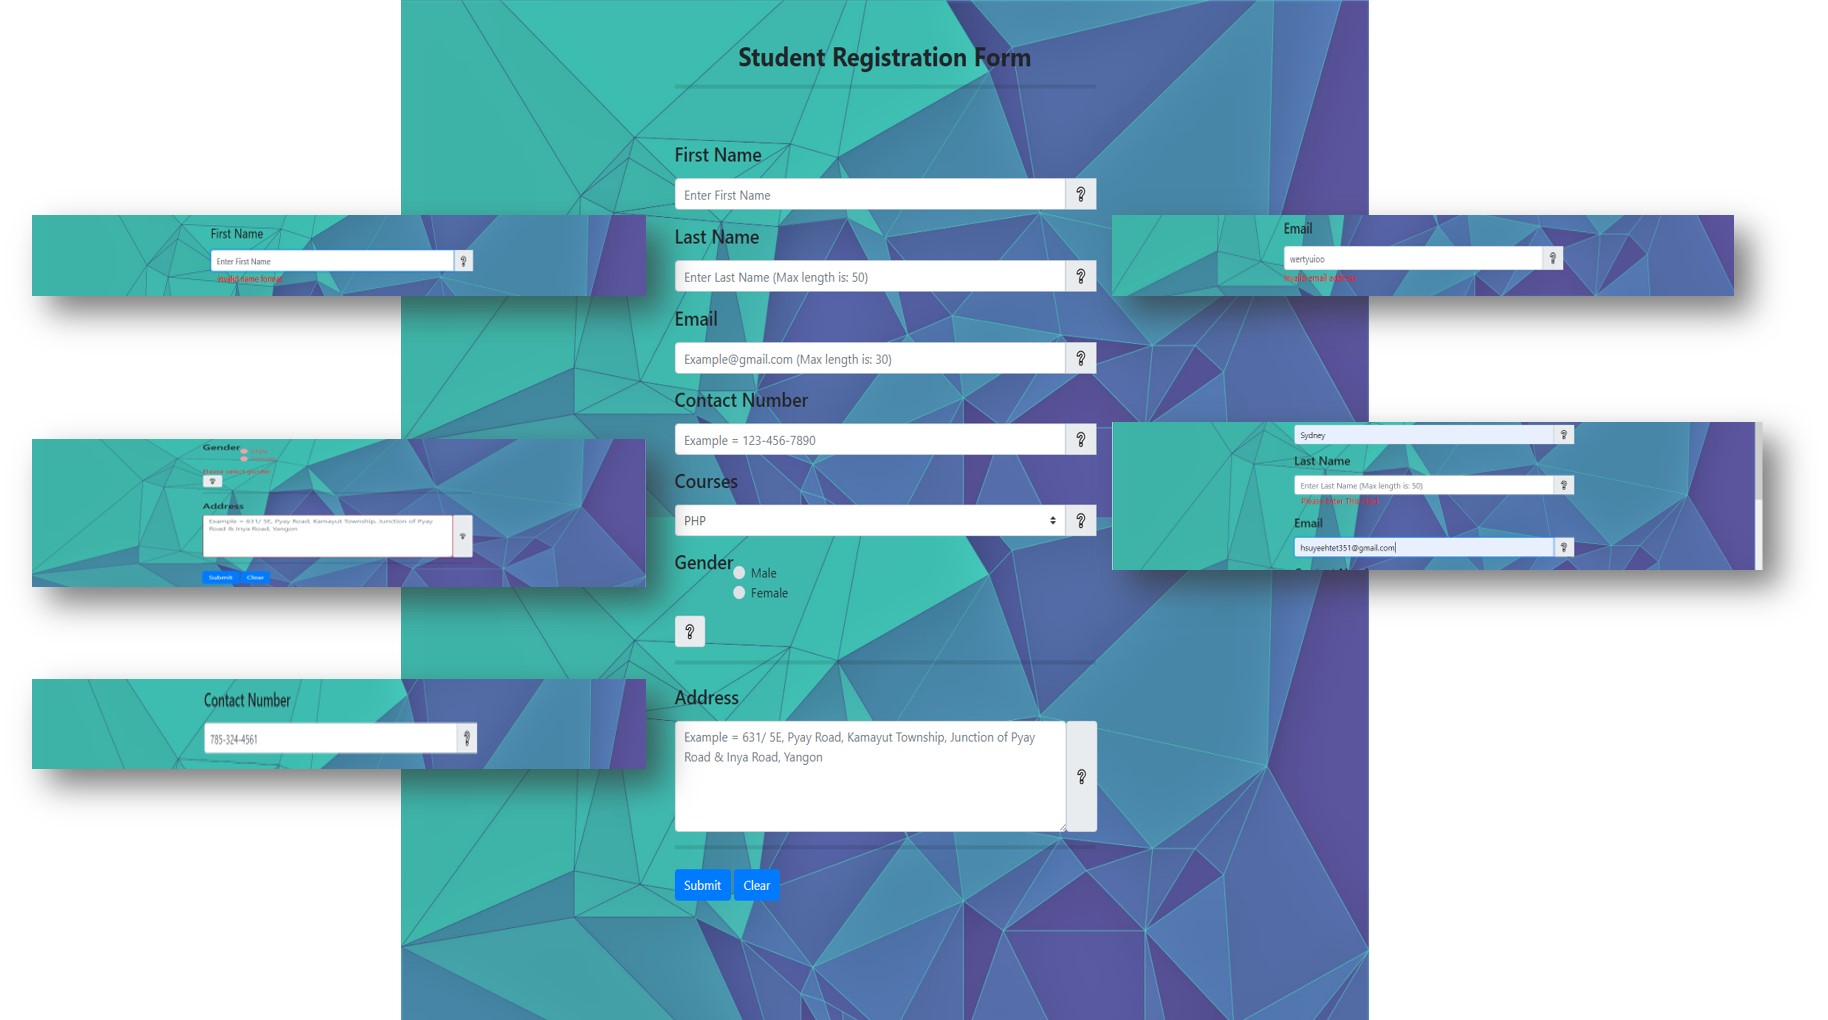 Student Registration Form
First Name
Enter First Name
?
Last Name
Enter Last Name (Max length is: 50)
?
Email
Example@gmail.com (Max length is: 30)
?
Contact Number
Example = 123-456-7890
?
Courses
PHP
?
Gender
Male
Female
?
Address
Example = 631/ 5E, Pyay Road, Kamayut Township, Junction of Pyay
Road & Inya Road, Yangon
?
Submit Clear
First Name
Enter First Name
?
Invalid name format
Gender
Please select gender
?
Address
Example = 631/ 5E, Pyay Road, Kamayut Township, Junction of Pyay
Road & Inya Road, Yangon
?
Submit Clear
Contact Number
785-324-4561
?
Email
wertyuioo
?
Invalid email address
Sydney
?
Last Name
Enter Last Name (Max length is: 50)
?
Please Enter This
Email
hsuyeehtet351@gmail.com
?